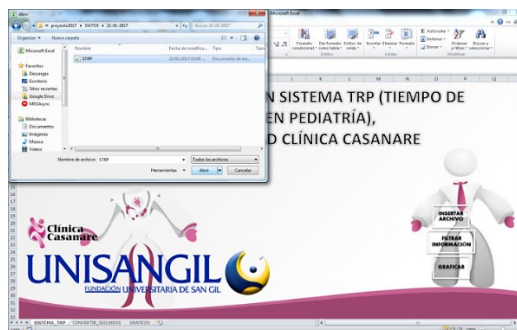 Abrir
Microsoft Excel
« proyecto2017 ▸ DATOS ▸ 21-01-2017
Buscar 21-01-2017
Organizar
Nueva carpeta
Microsoft Excel
Favoritos
Descargas
Escritorio
Sitios recientes
Google Drive
MEGAsync
Bibliotecas
Documentos
Imágenes
Música
Videos
Nombre
Fecha de modifica...
Tipo
STRP
Nombre de archivo: STRP
Todos los archivos
Herramientas
Abrir
Cancelar
Formato condicional
Dar formato como tabla
Estilos de celda
Insertar
Eliminar
Formato
Autosuma
Rellenar
Borrar
Ordenar y filtrar
Buscar y seleccionar
Estilos
Celdas
Modificar
N SISTEMA TRP (TIEMPO DE
EN PEDIATRÍA),
D CLÍNICA CASANARE
INSERTAR
ARCHIVO
FILTRAR
INFORMACIÓN
GRAFICAR
Clínica
Casanare
UNISANGIL
FUNDACIÓN UNIVERSITARIA DE SAN GIL
SISTEMA_TRP
CONVERTIR_SEGUNDOS
GRAFICOS